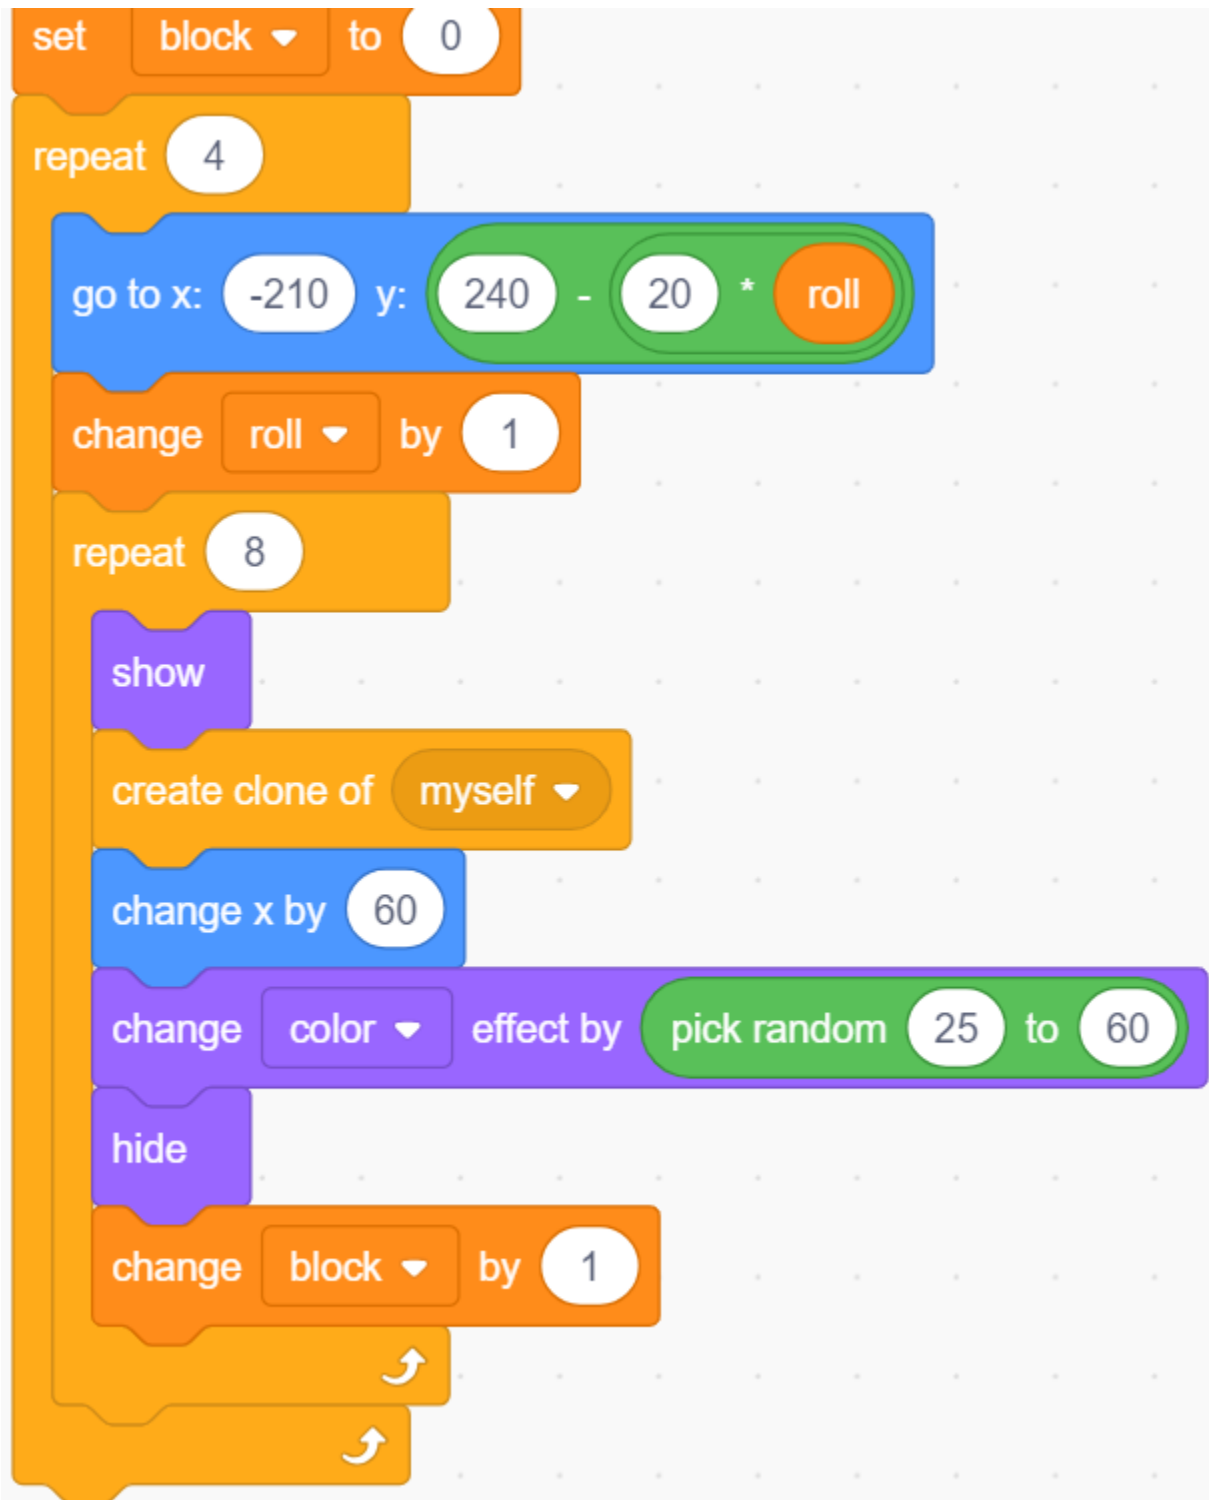 set block to 0
repeat 4
go to x: -210 y: 240 - 20 * roll
change roll by 1
repeat 8
show
create clone of myself
change x by 60
change color effect by pick random 25 to 60
hide
change block by 1